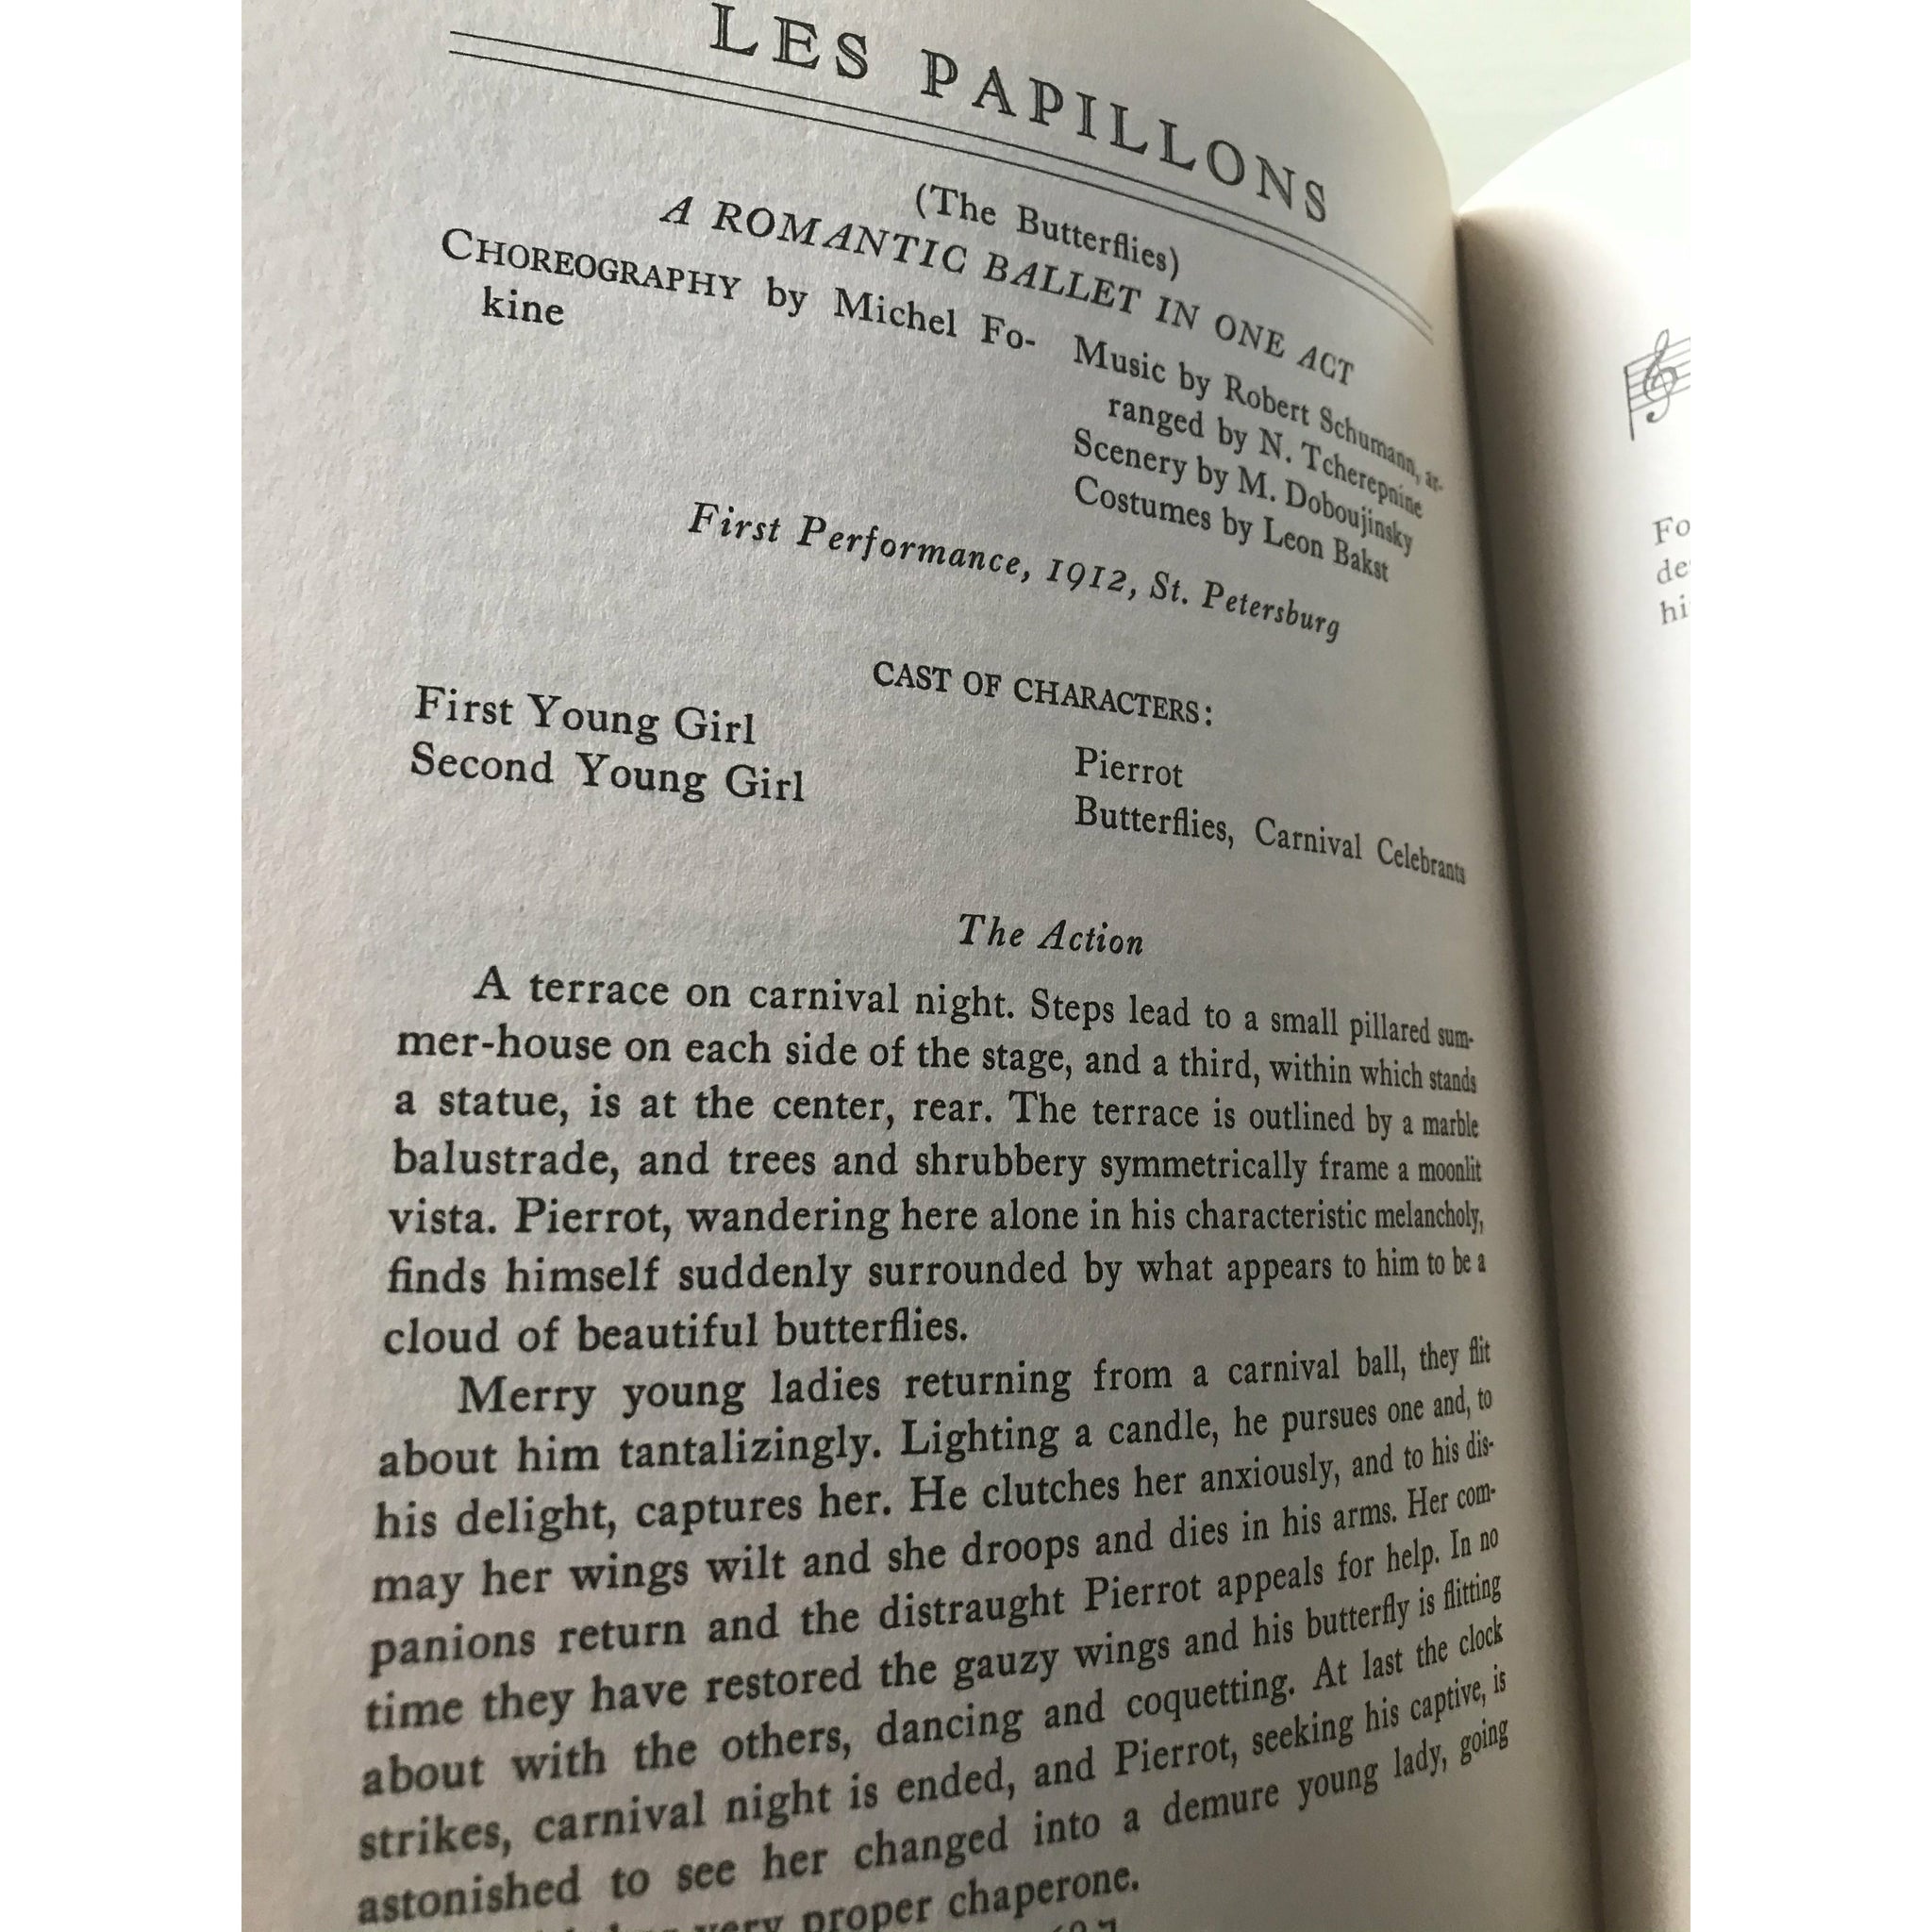 LES PAPILLONS
(The Butterflies)
A ROMANTIC BALLET IN ONE ACT
CHOREOGRAPHY by Michel Fo-
kine
Music by Robert Schumann, ar-
ranged by N. Tcherepnine
Scenery by M. Doboujinsky
Costumes by Leon Bakst
First Performance, 1912, St. Petersburg
CAST OF CHARACTERS:
First Young Girl
Second Young Girl
Pierrot
Butterflies, Carnival Celebrants
The Action
A terrace on carnival night. Steps lead to a small pillared sum-
mer-house on each side of the stage, and a third, within which stands
a statue, is at the center, rear. The terrace is outlined by a marble
balustrade, and trees and shrubbery symmetrically frame a moonlit
vista. Pierrot, wandering here alone in his characteristic melancholy,
finds himself suddenly surrounded by what appears to him to be a
cloud of beautiful butterflies.
Merry young ladies returning from a carnival ball, they flit
about him tantalizingly. Lighting a candle, he pursues one and, to
his delight, captures her. He clutches her anxiously, and to his dis-
may her wings wilt and she droops and dies in his arms. Her com-
panions return and the distraught Pierrot appeals for help. In no
time they have restored the gauzy wings and his butterfly is flitting
about with the others, dancing and coquetting. At last the clock
strikes, carnival night is ended, and Pierrot, seeking his captive, is
astonished to see her changed into a demure young lady, going
very proper chaperone.
Fo
de
hi